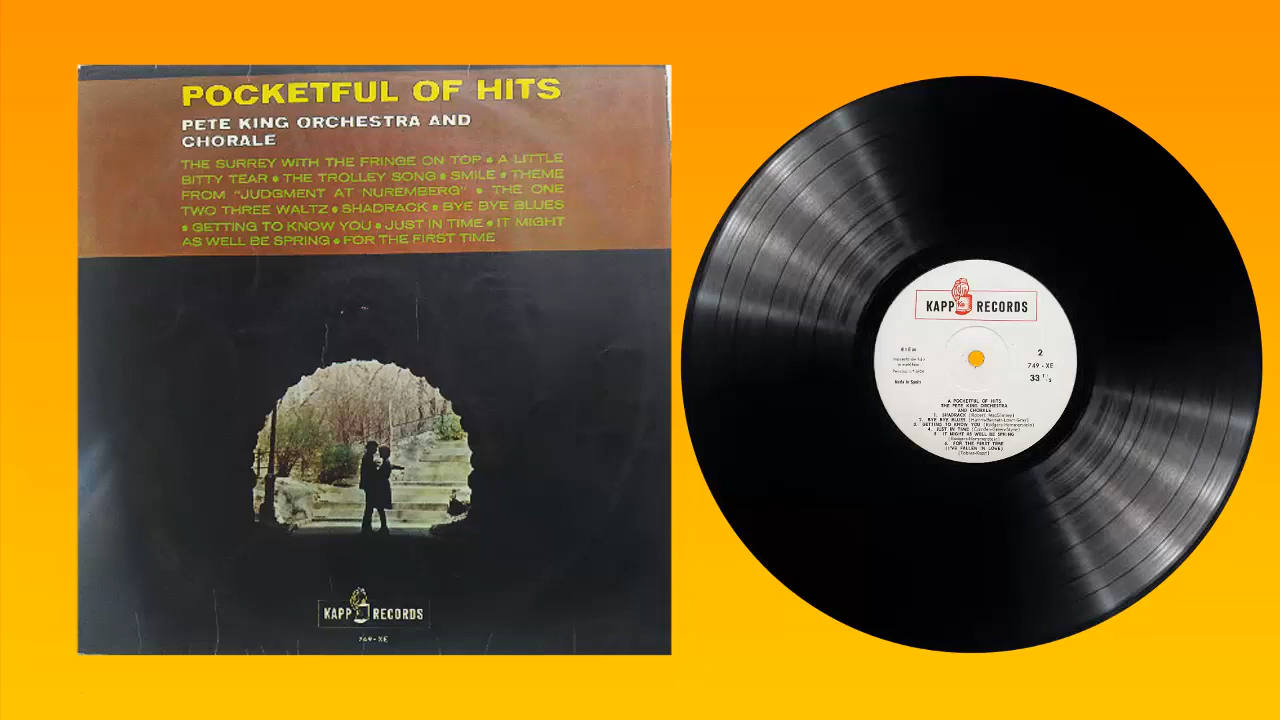 POCKETFUL OF HITS
PETE KING ORCHESTRA AND
CHORALE
THE SURREY WITH THE FRINGE ON TOP • A LITTLE
BITTY TEAR • THE TROLLEY SONG • SMILE • THEME
FROM "JUDGMENT AT NUREMBERG" • THE ONE
TWO THREE WALTZ • SHADRACK • BYE BYE BLUES
• GETTING TO KNOW YOU • JUST IN TIME • IT MIGHT
AS WELL BE SPRING • FOR THE FIRST TIME
KAPP RECORDS
749-XE
KAPP RECORDS
2
749 - XE
33 1/3
Made in Spain
A POCKETFUL OF HITS
THE PETE KING ORCHESTRA
AND CHORALE
1. SHADRACK
2. BYE BYE BLUES
3. GETTING TO KNOW YOU
4. JUST IN TIME
5. IT MIGHT AS WELL BE SPRING
6. FOR THE FIRST TIME
(I'VE FALLEN IN LOVE)